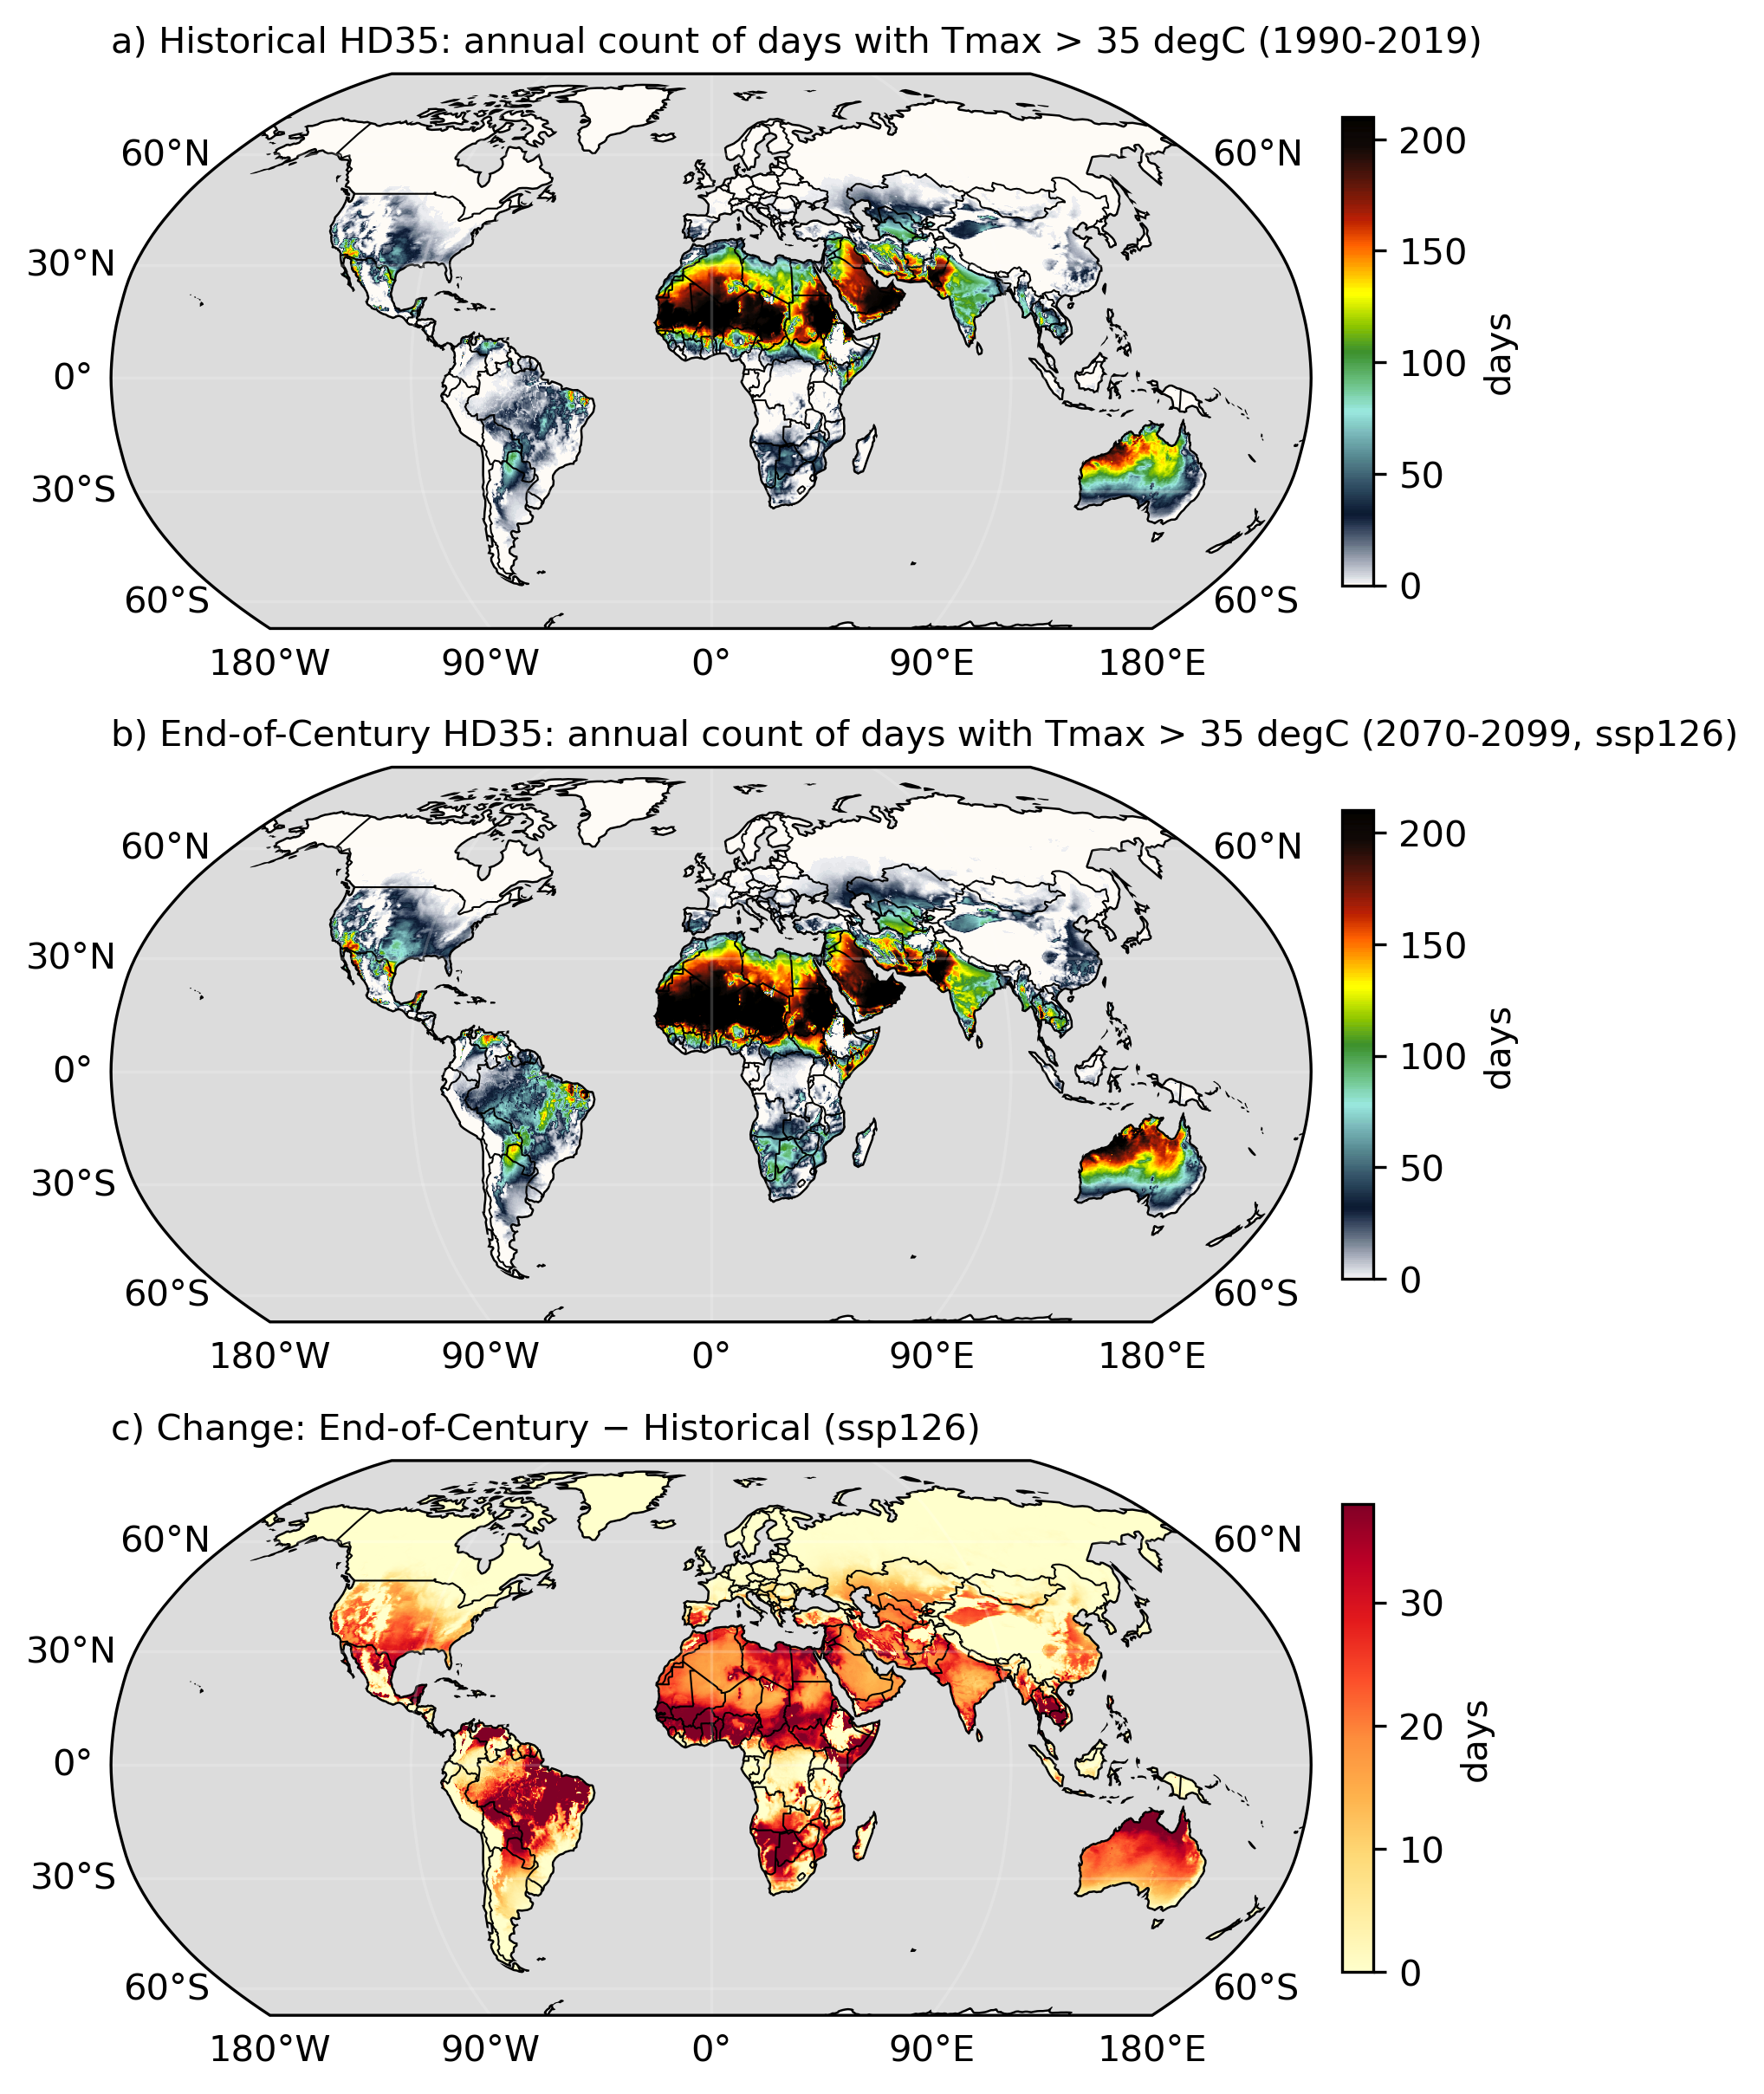 a) Historical HD35: annual count of days with Tmax > 35 degC (1990-2019)
200
60°N 60°N
150
30°N
100
0°
days
50
30°S
0
60°S 60°S
180°W 90°W 0° 90°E 180°E
b) End-of-Century HD35: annual count of days with Tmax > 35 degC (2070-2099, ssp126)
200
60°N 60°N
150
30°N
100
0°
days
50
30°S
0
60°S 60°S
180°W 90°W 0° 90°E 180°E
c) Change: End-of-Century − Historical (ssp126)
60°N 60°N
30
30°N
20
0°
days
10
30°S
0
60°S 60°S
180°W 90°W 0° 90°E 180°E